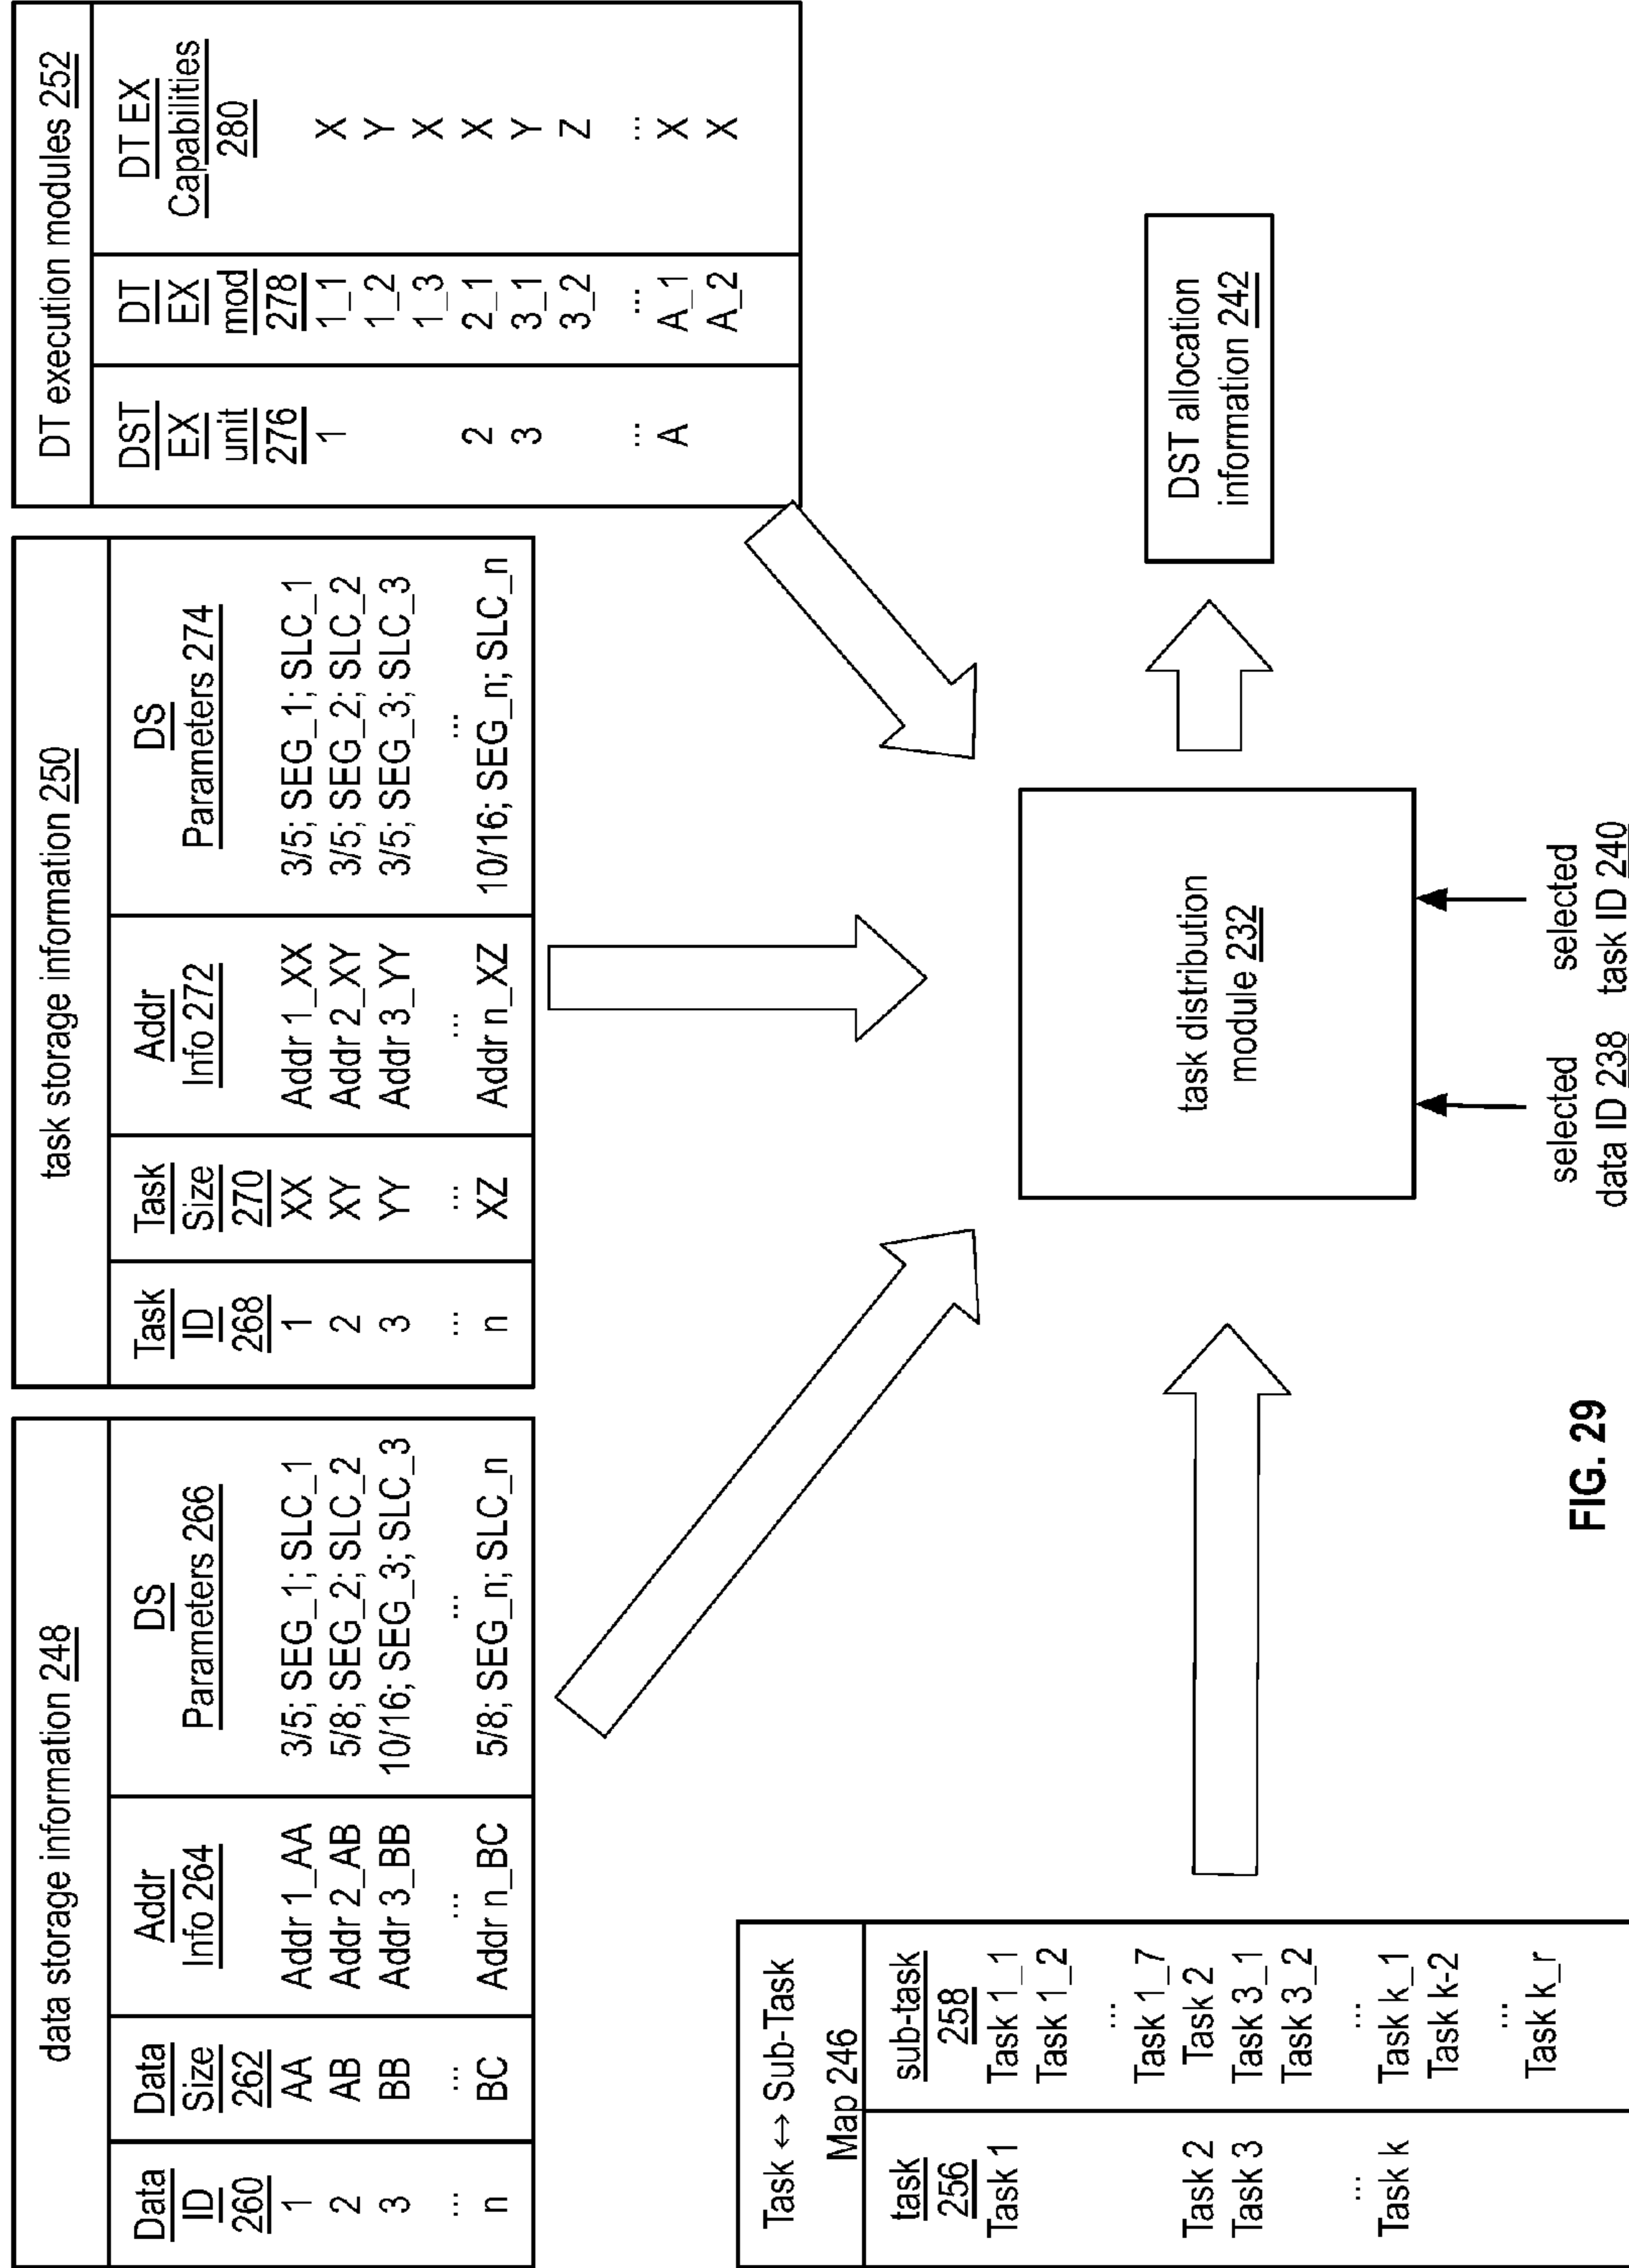 data storage information 248
Data ID 260 Data Size 262 Addr Info 264 DS Parameters 266
1 AA Addr 1_AA 3/5; SEG_1; SLC_1
2 AB Addr 2_AB 5/8; SEG_2; SLC_2
3 BB Addr 3_BB 10/16; SEG_3; SLC_3
... ... ... ...
n BC Addr n_BC 5/8; SEG_n; SLC_n
task storage information 250
Task ID 268 Task Size 270 Addr Info 272 DS Parameters 274
1 XX Addr 1_XX 3/5; SEG_1; SLC_1
2 XY Addr 2_XY 3/5; SEG_2; SLC_2
3 YY Addr 3_YY 3/5; SEG_3; SLC_3
... ... ... ...
n XZ Addr n_XZ 10/16; SEG_n; SLC_n
DT execution modules 252
DST EX unit 276 DT EX mod 278 DT EX Capabilities 280
1 1_1 X
1_2 Y
1_3 X
2 2_1 X
3 3_1 Y
3_2 Z
... ... ...
A A_1 X
A_2 X
Task ↔ Sub-Task
Map 246
task 256 sub-task 258
Task 1 Task 1_1
Task 1_2
...
Task 1_7
Task 2 Task 2
Task 3 Task 3_1
Task 3_2
... ...
Task k Task k_1
Task k-2
...
Task k_r
task distribution
module 232
DST allocation
information 242
selected
data ID 238
selected
task ID 240
FIG. 29